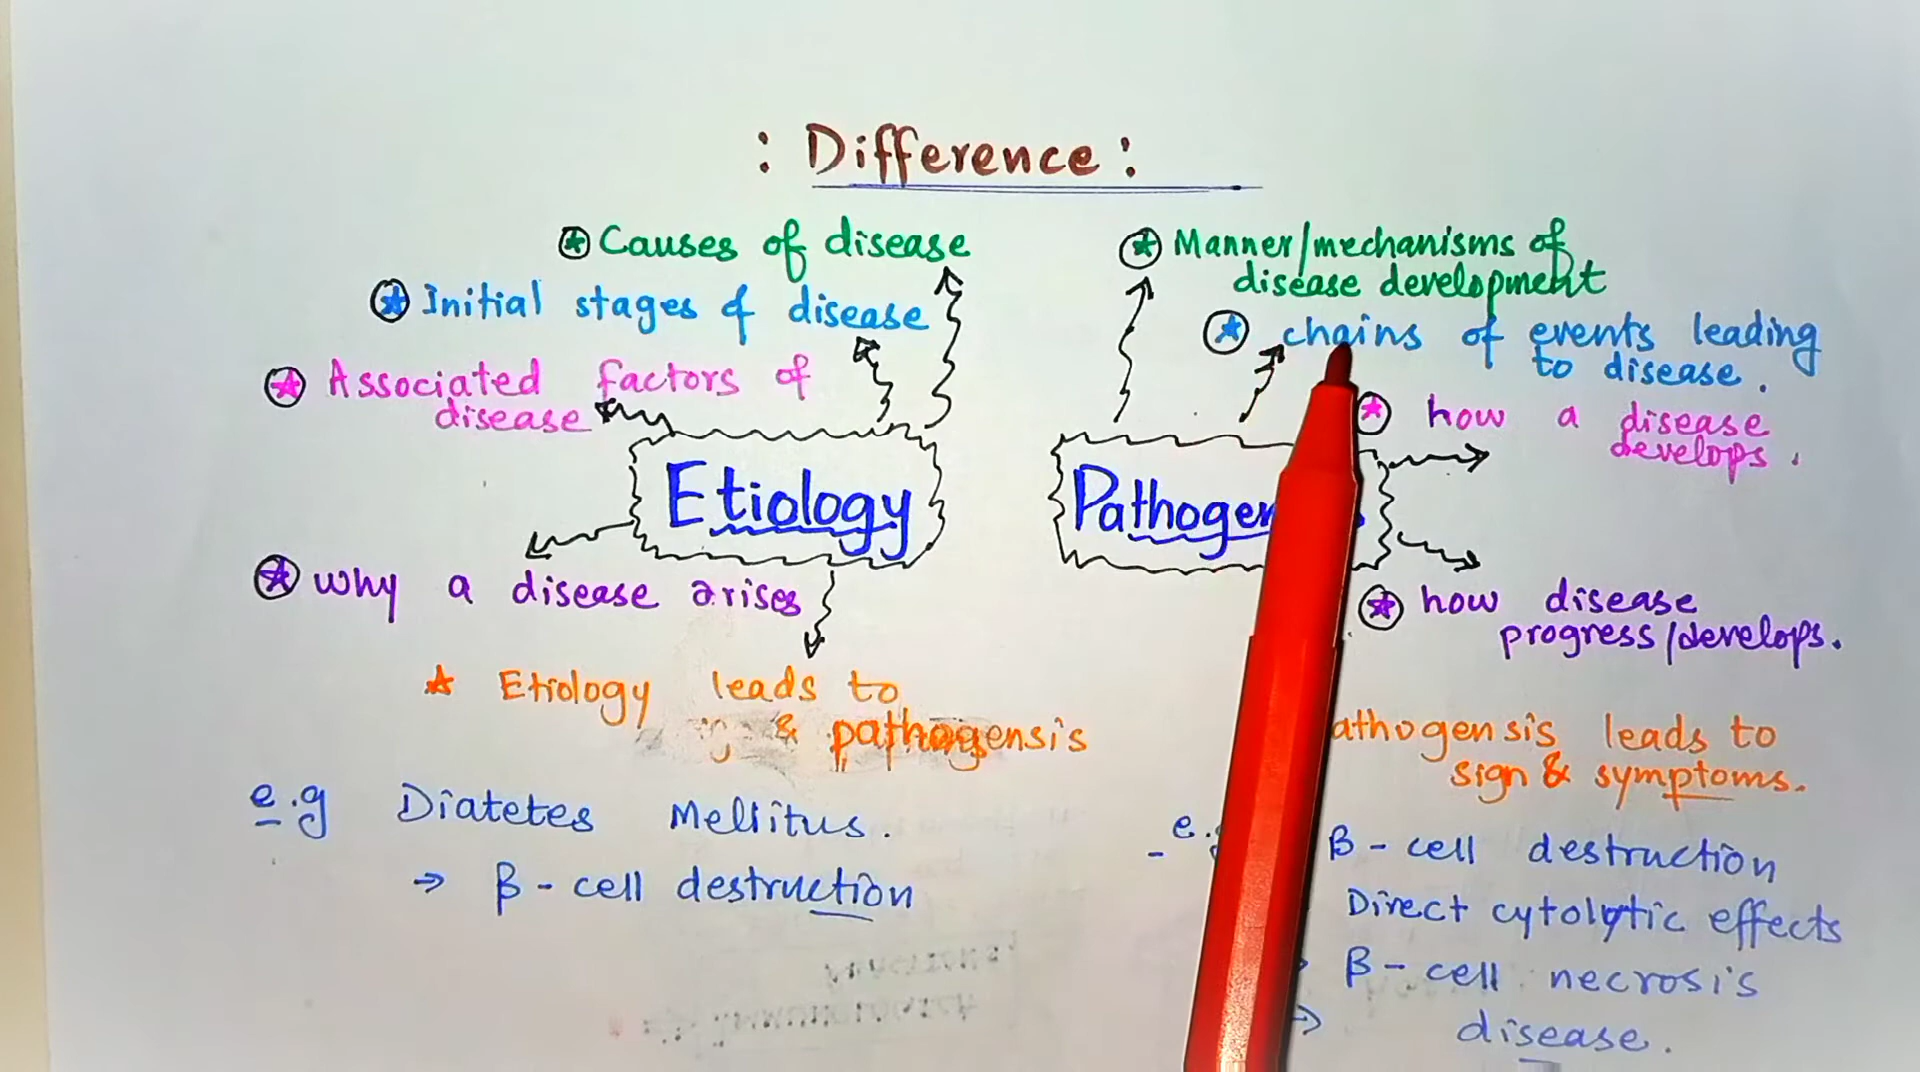 : Difference :
Causes of disease
Initial stages of disease
Associated factors of
disease
Etiology
why a disease arises
Etiology leads to
& pathogensis
e.g Diatetes Mellitus.
→ β - cell destruction
Manner/mechanisms of
disease development
chains of events leading
to disease.
how a disease
develops.
Pathogen
how disease
progress/develops.
athogensis leads to
sign & symptoms.
e.g
β - cell destruction
Direct cytolytic effects
β - cell necrosis
→ disease.